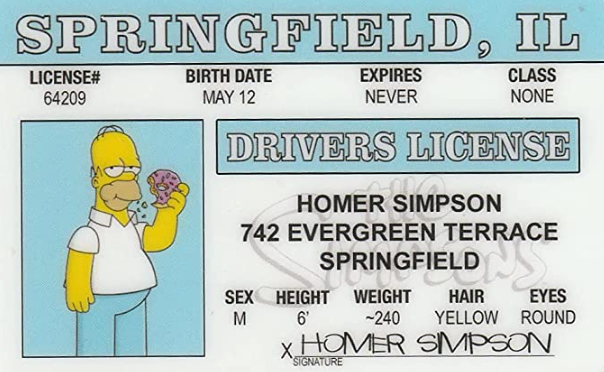 SPRINGFIELD, IL
LICENSE# BIRTH DATE EXPIRES CLASS
64209 MAY 12 NEVER NONE
DRIVERS LICENSE
The Simpsons
HOMER SIMPSON
742 EVERGREEN TERRACE
SPRINGFIELD
SEX HEIGHT WEIGHT HAIR EYES
M 6' ~240 YELLOW ROUND
X HOMER SIMPSON
SIGNATURE